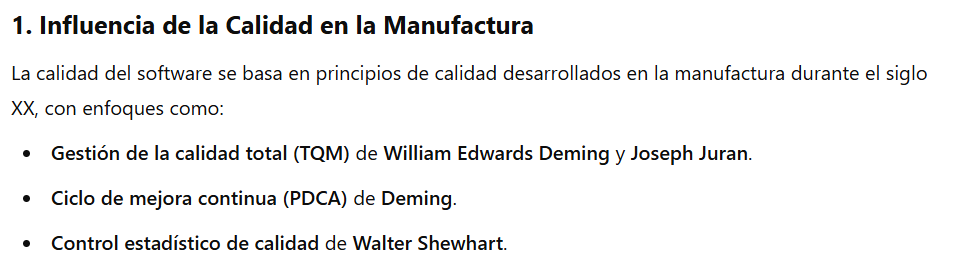 1. Influencia de la Calidad en la Manufactura
La calidad del software se basa en principios de calidad desarrollados en la manufactura durante el siglo
XX, con enfoques como:
• Gestión de la calidad total (TQM) de William Edwards Deming y Joseph Juran.
• Ciclo de mejora continua (PDCA) de Deming.
• Control estadístico de calidad de Walter Shewhart.